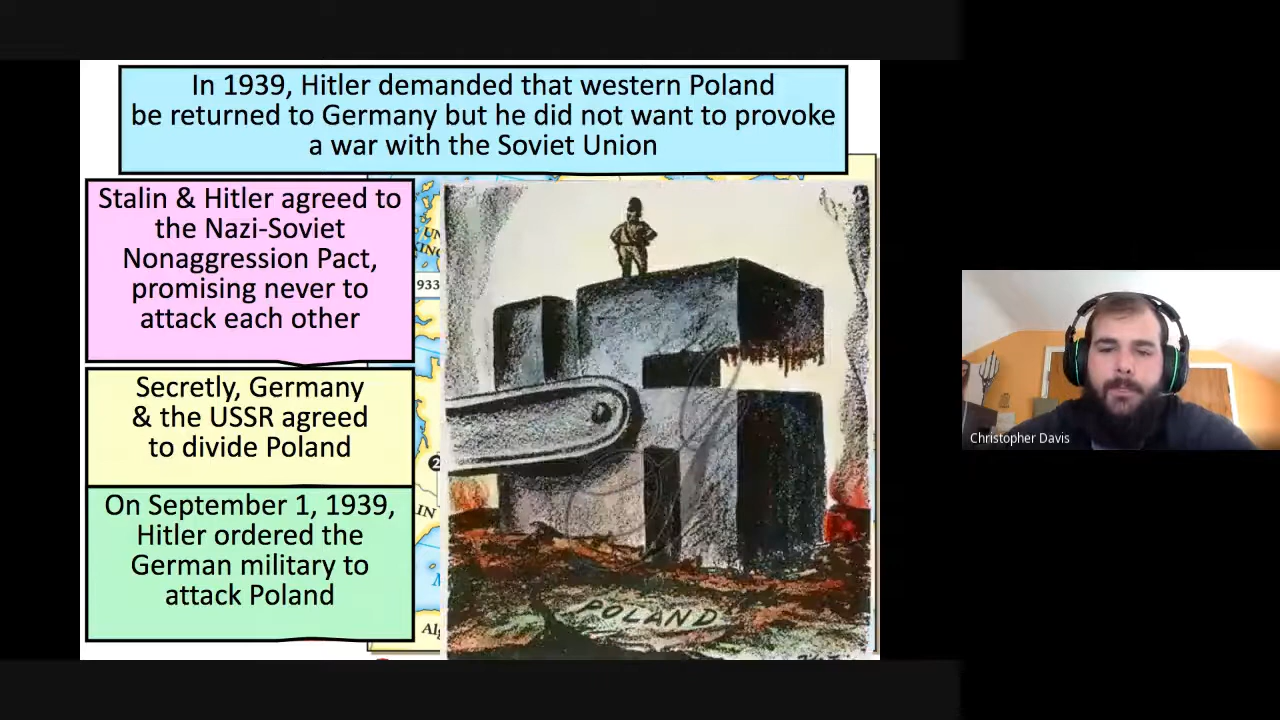 In 1939, Hitler demanded that western Poland
be returned to Germany but he did not want to provoke
a war with the Soviet Union
Stalin & Hitler agreed to
the Nazi-Soviet
Nonaggression Pact,
promising never to
attack each other
Secretly, Germany
& the USSR agreed
to divide Poland
On September 1, 1939,
Hitler ordered the
German military to
attack Poland
933
2
IN
POLAND
Christopher Davis